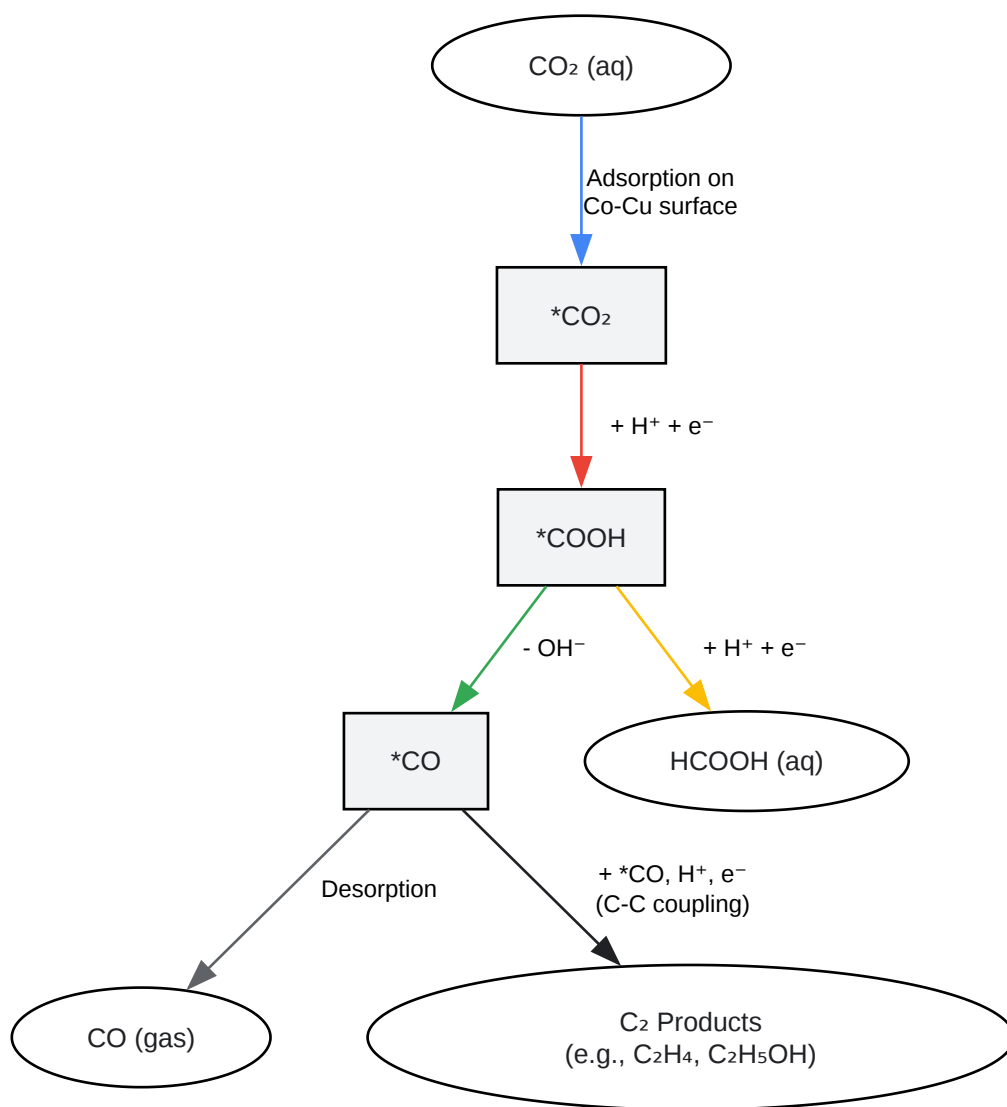 CO₂ (aq)
Adsorption on
Co-Cu surface
*CO₂
+ H⁺ + e⁻
*COOH
- OH⁻
+ H⁺ + e⁻
*CO
HCOOH (aq)
Desorption
+ *CO, H⁺, e⁻
(C-C coupling)
CO (gas)
C₂ Products
(e.g., C₂H₄, C₂H₅OH)